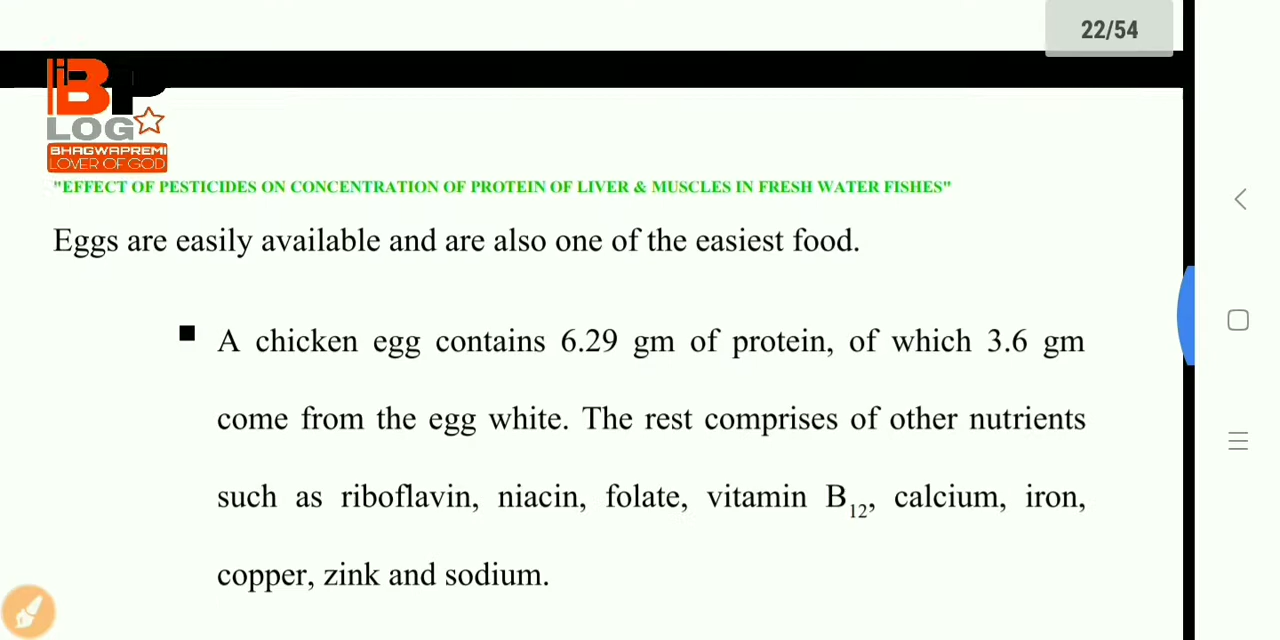 22/54
BP
LOG
BHAGWAPREMI
LOVER OF GOD
"EFFECT OF PESTICIDES ON CONCENTRATION OF PROTEIN OF LIVER & MUSCLES IN FRESH WATER FISHES"
Eggs are easily available and are also one of the easiest food.
■ A chicken egg contains 6.29 gm of protein, of which 3.6 gm
come from the egg white. The rest comprises of other nutrients
such as riboflavin, niacin, folate, vitamin B12, calcium, iron,
copper, zink and sodium.